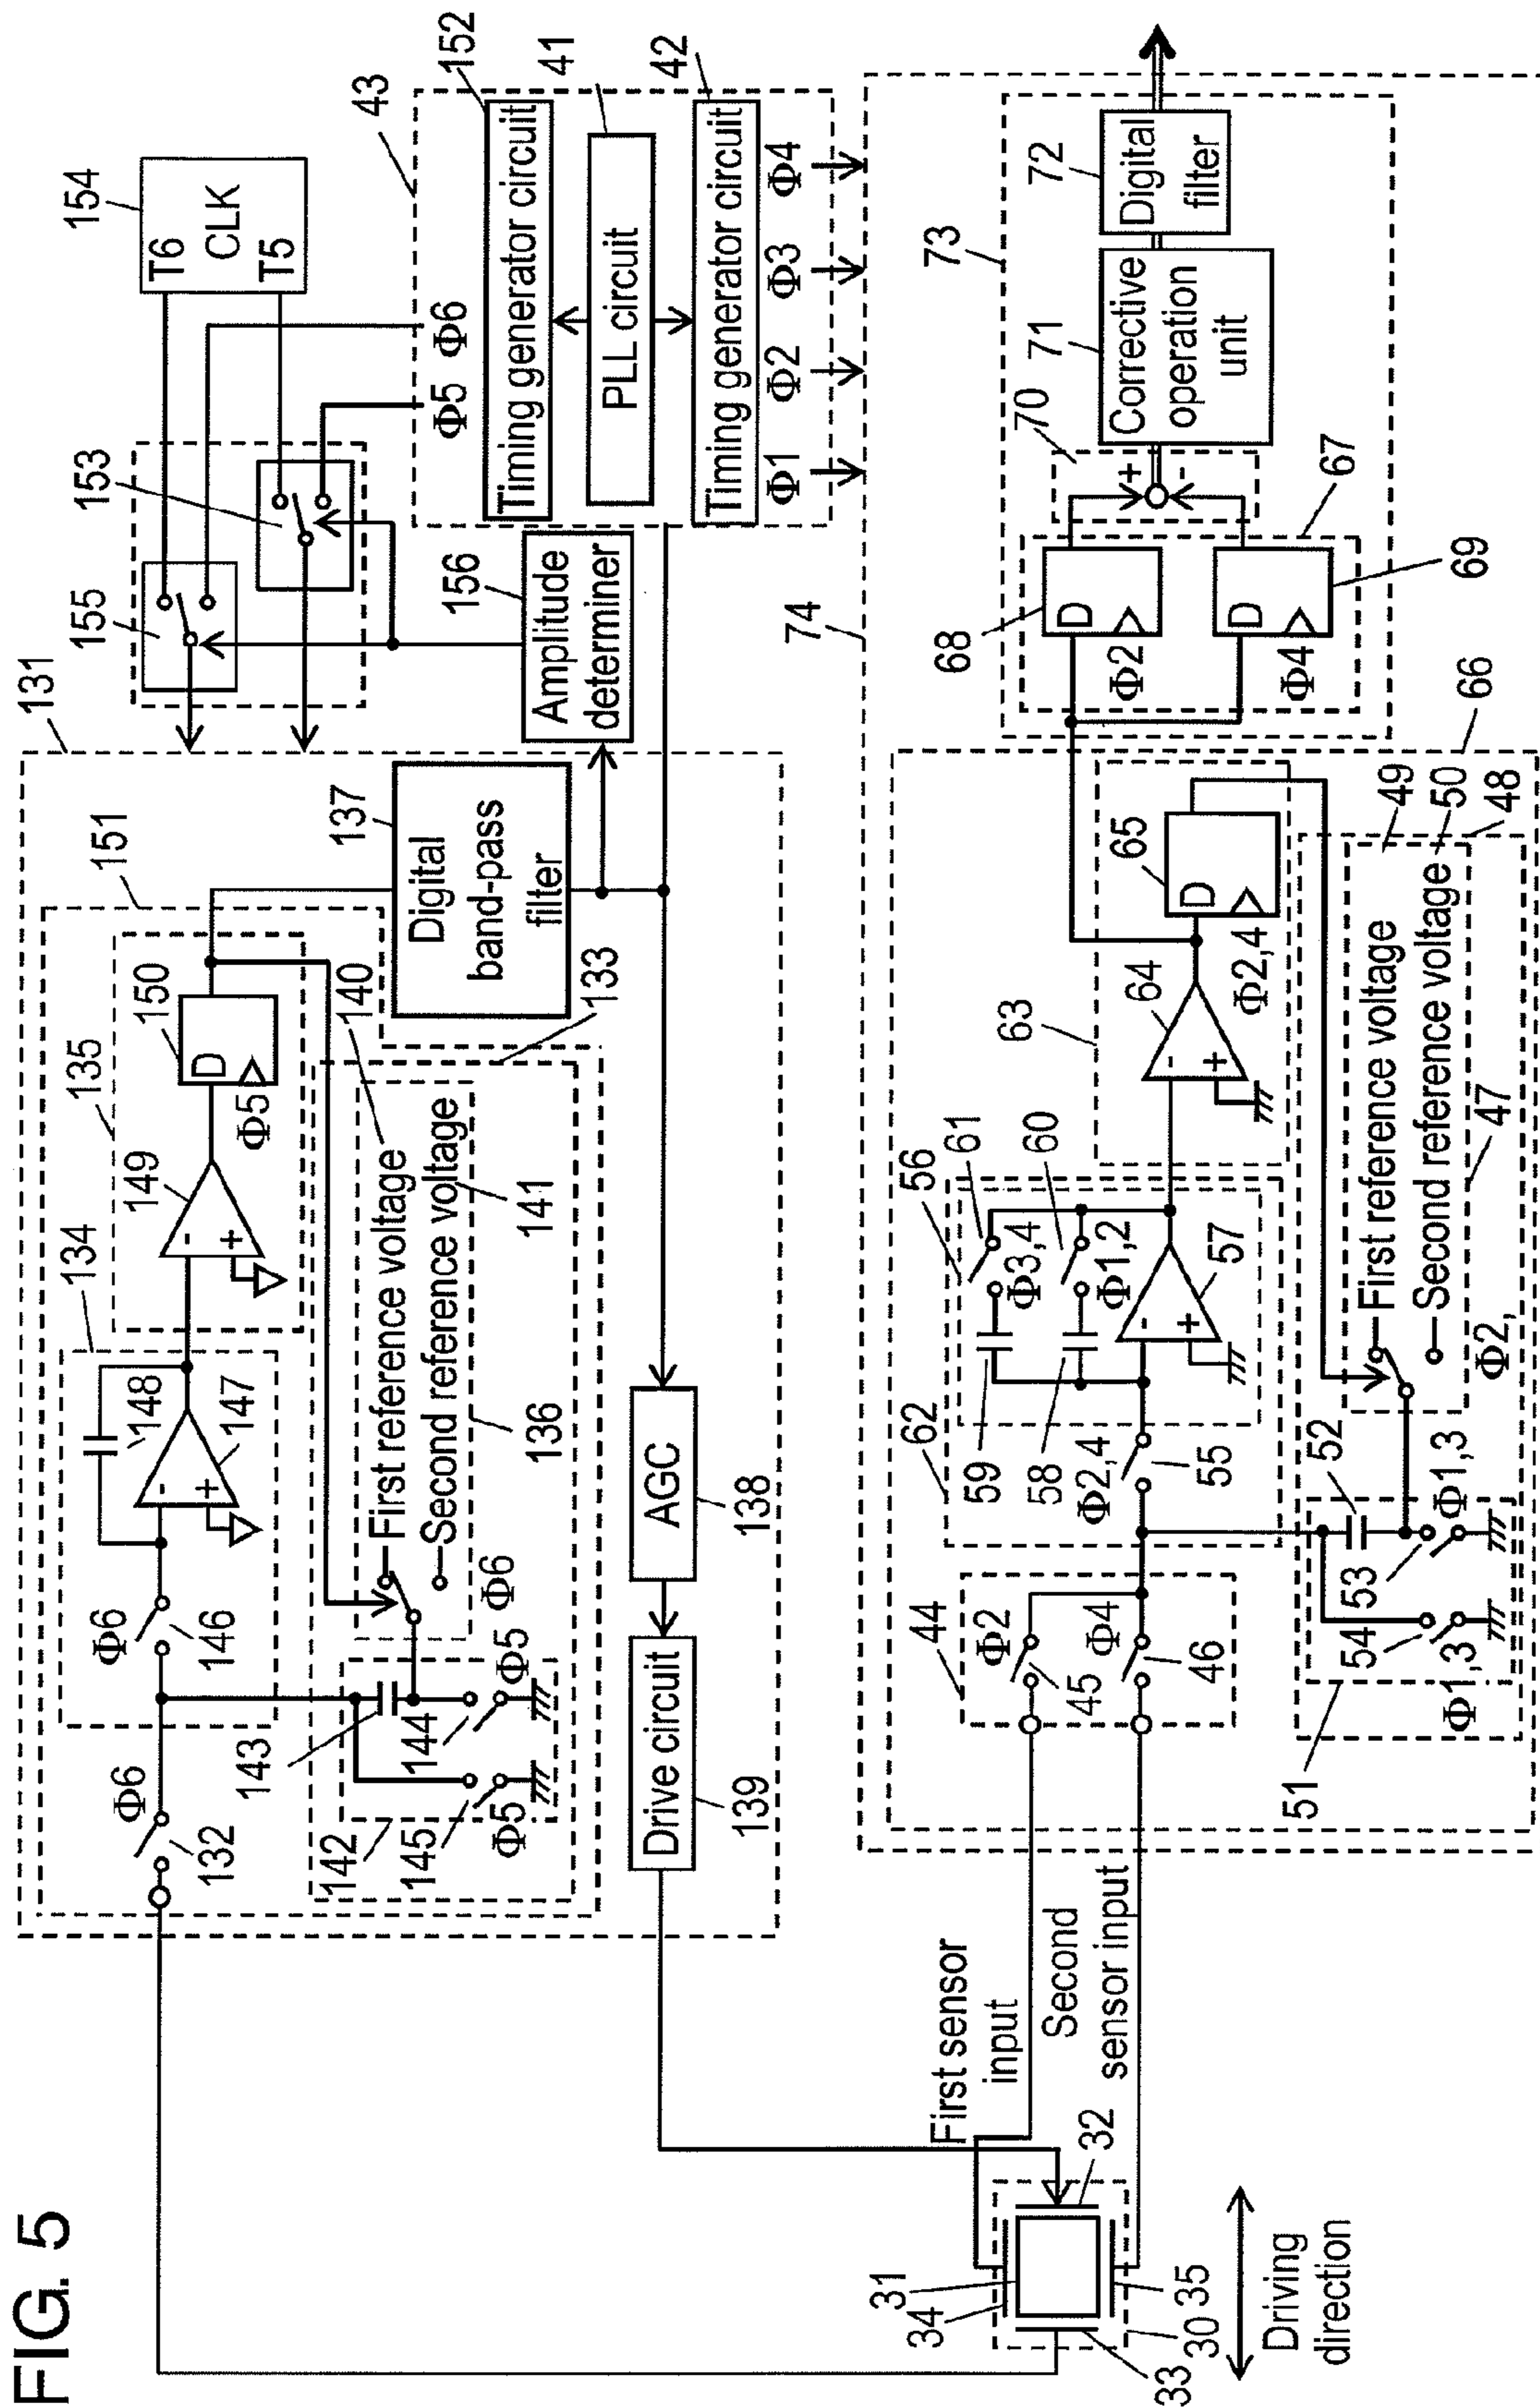 FIG. 5
131
155
153
154
T6
CLK
T5
43
152
Timing generator circuit
41
PLL circuit
42
Timing generator circuit
Φ5
Φ6
Φ1
Φ2
Φ3
Φ4
156
Amplitude
determiner
151
137
Digital
band-pass
filter
135
150
D
Φ5
149
-
+
134
148
147
-
+
Φ6
146
Φ6
132
140
133
First reference voltage
Second reference voltage
141
136
Φ6
143
144
Φ5
142
145
Φ5
AGC
138
Drive circuit
139
First sensor
input
Second
sensor input
34
31
32
30
33
35
Driving
direction
74
73
72
Digital
filter
71
Corrective
operation
unit
70
+
-
67
68
D
Φ2
69
D
Φ4
66
63
64
-
+
65
D
Φ2,4
56
61
Φ3,4
60
Φ1,2
57
-
+
62
59
58
Φ2,4
55
44
Φ2
45
Φ4
46
49
50
48
First reference voltage
Second reference voltage
47
Φ2,
52
53
Φ1,3
54
Φ1,3
51